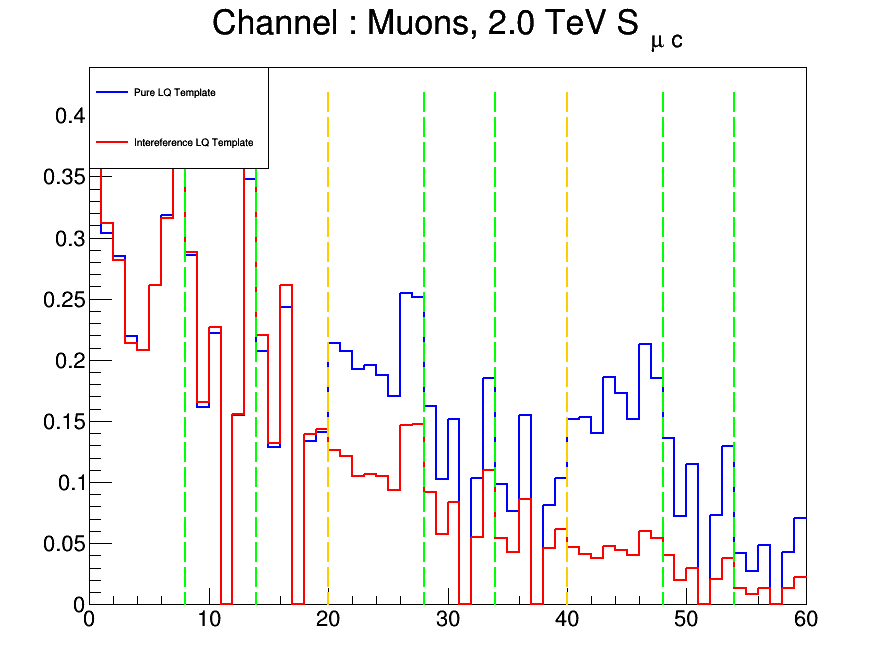 Channel : Muons, 2.0 TeV S μ c
Pure LQ Template
Intereference LQ Template
0.4
0.35
0.3
0.25
0.2
0.15
0.1
0.05
0
0 10 20 30 40 50 60